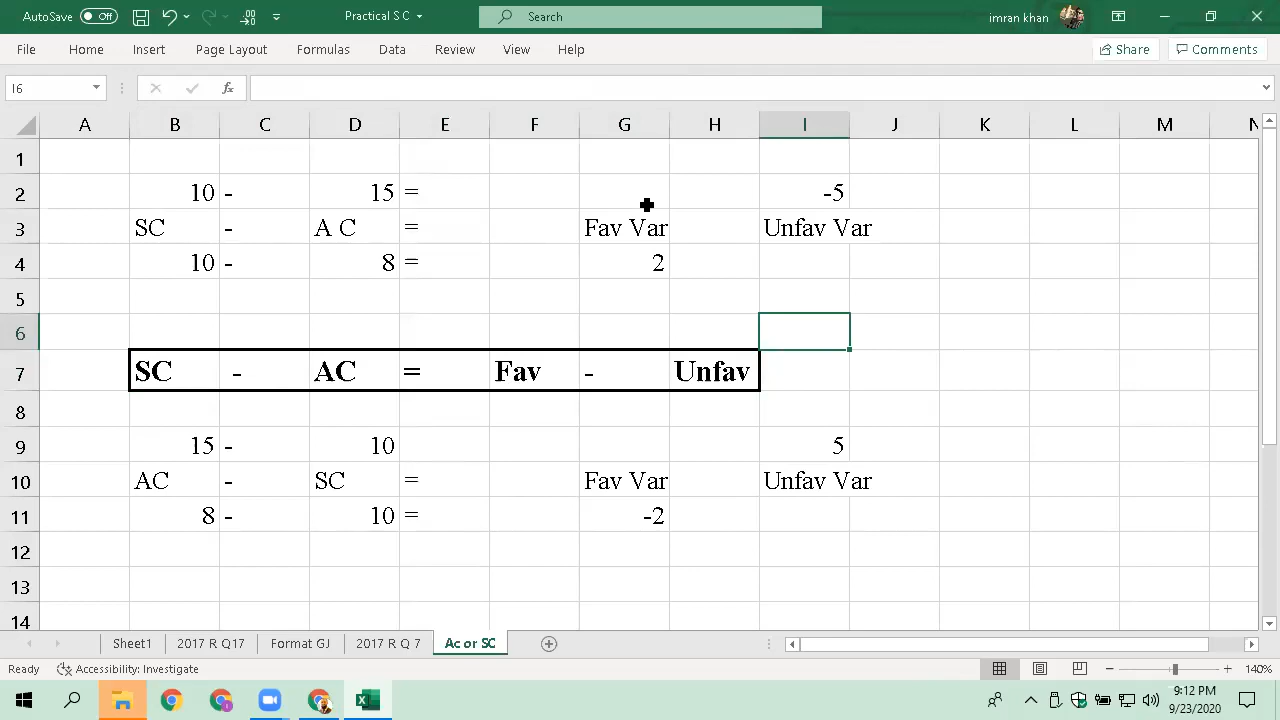 AutoSave Off Practical S C Search imran khan
File Home Insert Page Layout Formulas Data Review View Help Share Comments
I6 fx
A B C D E F G H I J K L M N
1
2 10 - 15 = -5
3 SC - A C = Fav Var Unfav Var
4 10 - 8 = 2
5
6
7 SC - AC = Fav - Unfav
8
9 15 - 10 5
10 AC - SC = Fav Var Unfav Var
11 8 - 10 = -2
12
13
14
Sheet1 2017 R Q17 Format GJ 2017 R Q 7 Ac or SC
Ready Accessibility: Investigate 140%
9:12 PM
9/23/2020